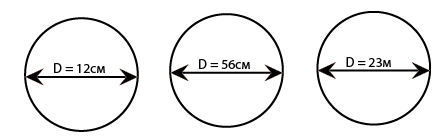 D = 12см
D = 56см
D = 23м